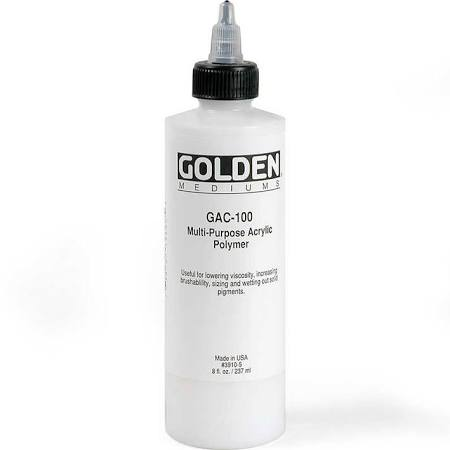 GOLDEN
MEDIUMS
GAC-100
Multi-Purpose Acrylic
Polymer
Useful for lowering viscosity, increasing
brushablility, sizing and wetting out solid
pigments.
Made in USA
#3910-5
8 fl. oz. / 237 ml